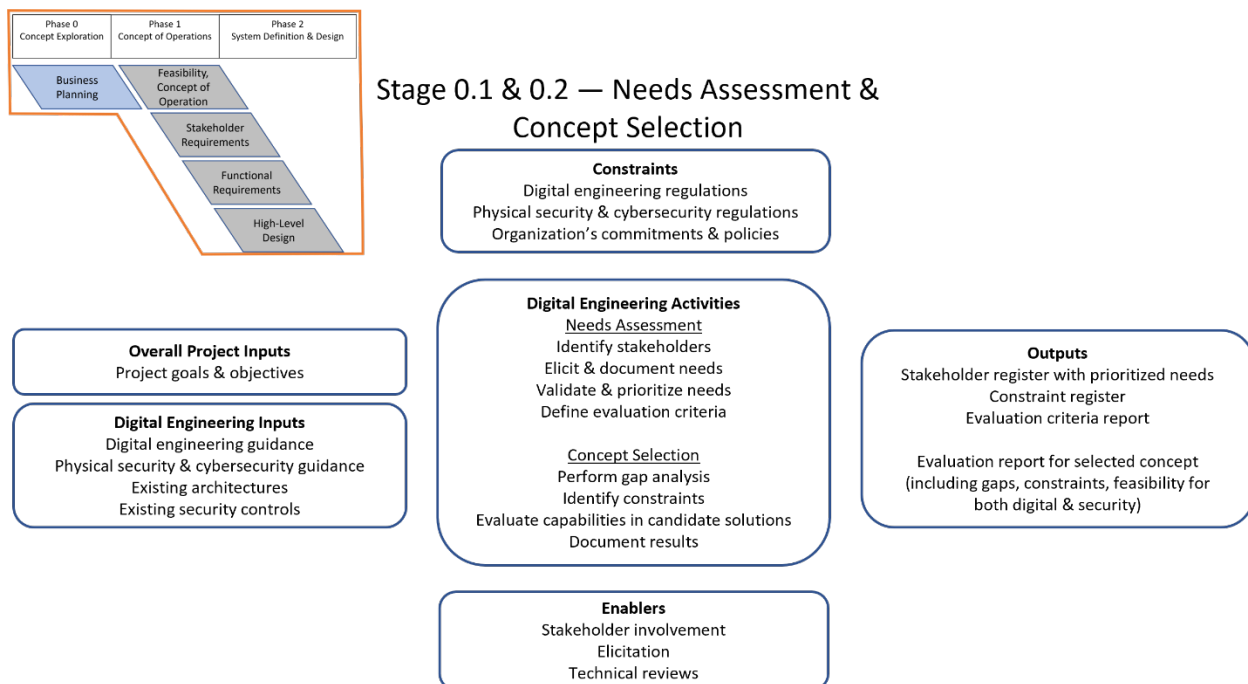 Phase 0
Concept Exploration
Phase 1
Concept of Operations
Phase 2
System Definition & Design
Business
Planning
Feasibility,
Concept of
Operation
Stakeholder
Requirements
Functional
Requirements
High-Level
Design
Stage 0.1 & 0.2 — Needs Assessment &
Concept Selection
Constraints
Digital engineering regulations
Physical security & cybersecurity regulations
Organization's commitments & policies
Overall Project Inputs
Project goals & objectives
Digital Engineering Inputs
Digital engineering guidance
Physical security & cybersecurity guidance
Existing architectures
Existing security controls
Digital Engineering Activities
Needs Assessment
Identify stakeholders
Elicit & document needs
Validate & prioritize needs
Define evaluation criteria
Concept Selection
Perform gap analysis
Identify constraints
Evaluate capabilities in candidate solutions
Document results
Outputs
Stakeholder register with prioritized needs
Constraint register
Evaluation criteria report
Evaluation report for selected concept
(including gaps, constraints, feasibility for
both digital & security)
Enablers
Stakeholder involvement
Elicitation
Technical reviews